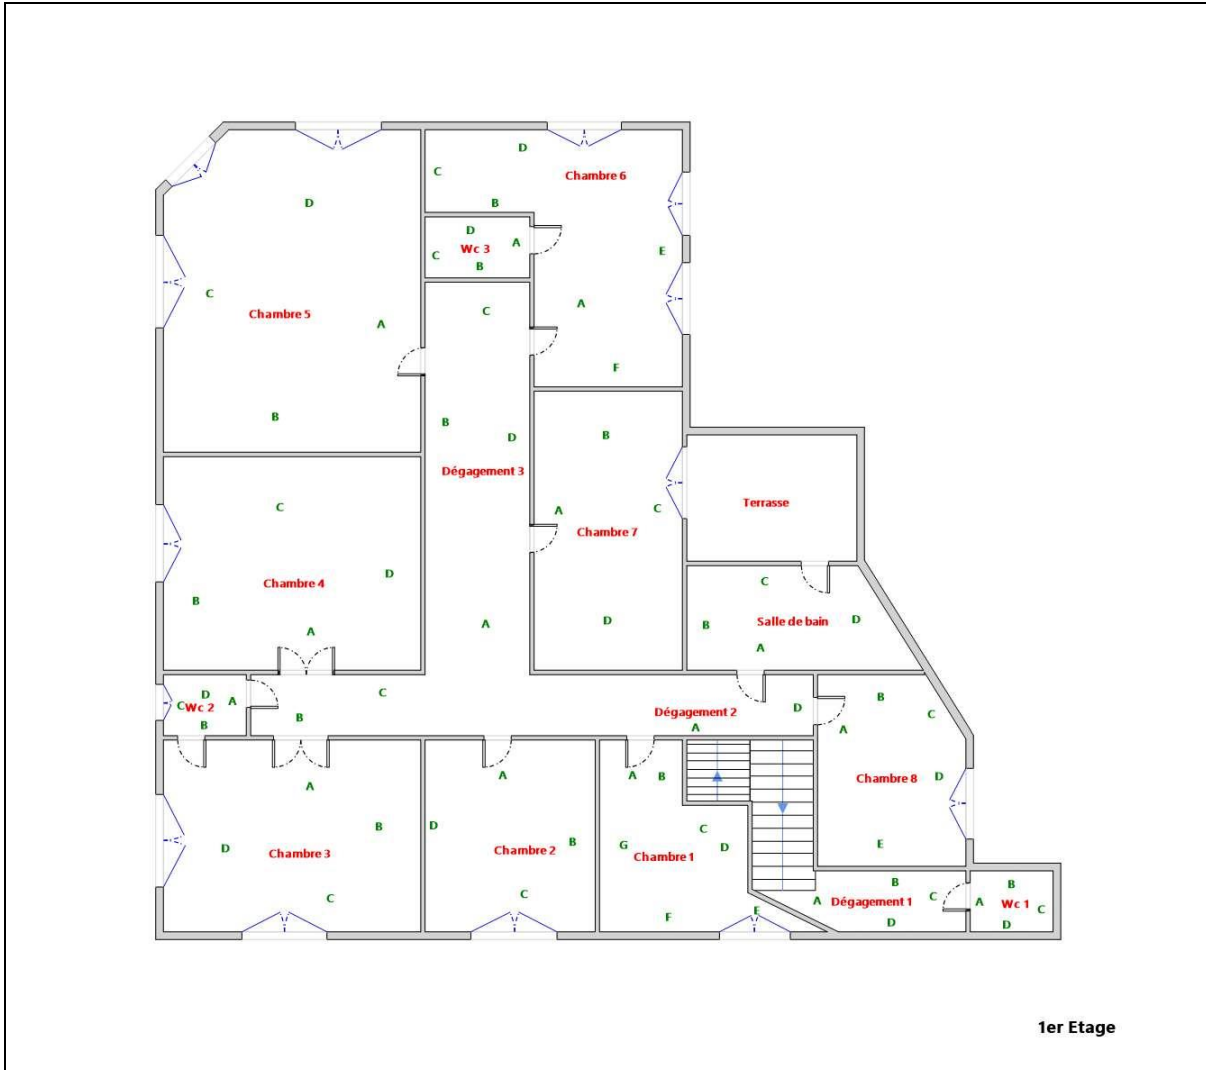 D
C
D
Chambre 6
B
D
A
Wc 3
C
B
E
C
Chambre 5
A
A
C
F
B
B
D
B
Dégagement 3
C
A
C
Terrasse
Chambre 7
D
Chambre 4
B
C
A
A
D
B
Salle de bain
D
A
D
C
A
C
Wc 2
B
B
C
Dégagement 2
D
A
B
C
A
A
A
A
B
Chambre 8
D
D
B
D
B
C
D
G
E
Chambre 3
Chambre 2
Chambre 1
C
C
F
E
A
B
Dégagement 1
C
D
A
B
Wc 1
C
D
1er Etage